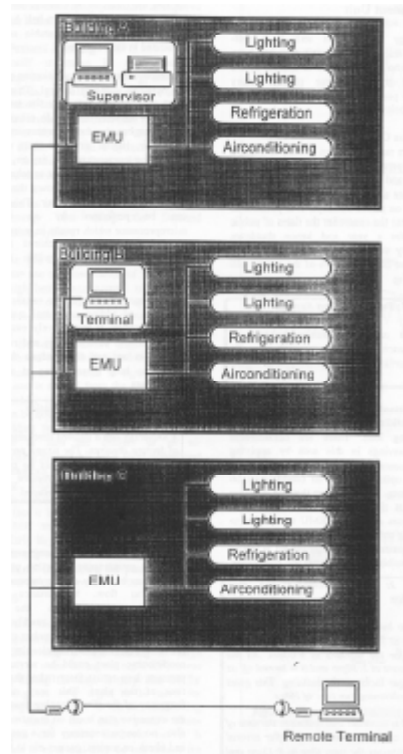 Building A
Lighting
Lighting
Supervisor
Refrigeration
EMU
Airconditioning
Building B
Lighting
Lighting
Terminal
Refrigeration
EMU
Airconditioning
Building C
Lighting
Lighting
Refrigeration
EMU
Airconditioning
Remote Terminal